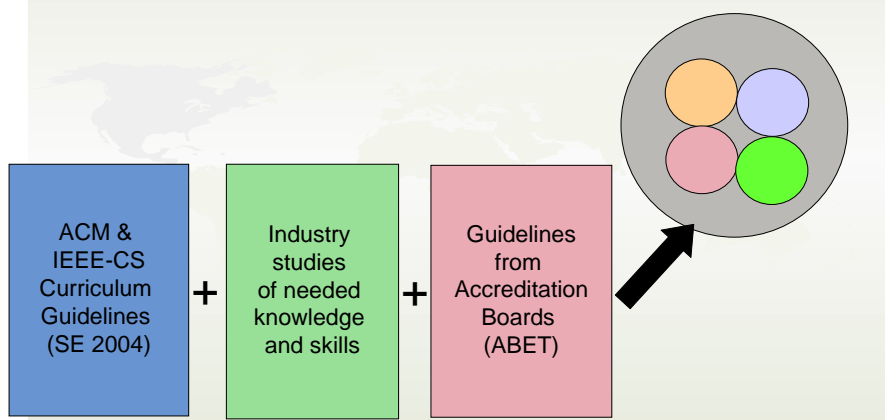 ACM &
IEEE-CS
Curriculum
Guidelines
(SE 2004)
+
Industry
studies
of needed
knowledge
and skills
+
Guidelines
from
Accreditation
Boards
(ABET)